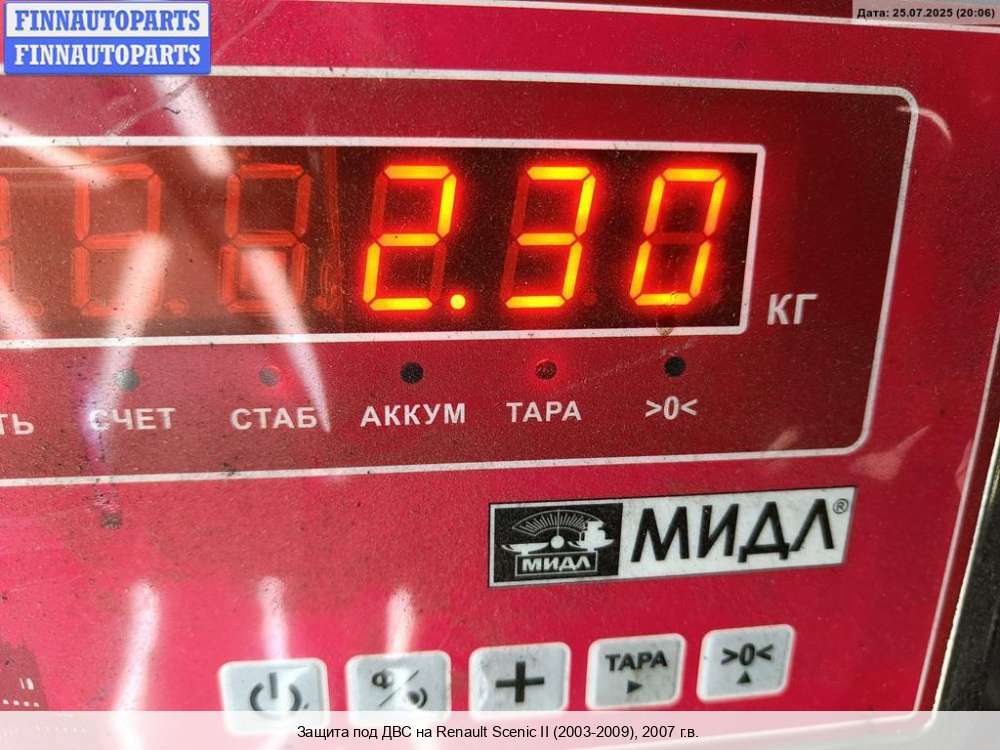 FINNAUTOPARTS
FINNAUTOPARTS
Дата: 25.07.2025 (20:06)
2.30
КГ
ТЬ СЧЕТ СТАБ АККУМ ТАРА >0<
МИДЛ МИДЛ®
ТАРА >0<
Защита под ДВС на Renault Scenic II (2003-2009), 2007 г.в.